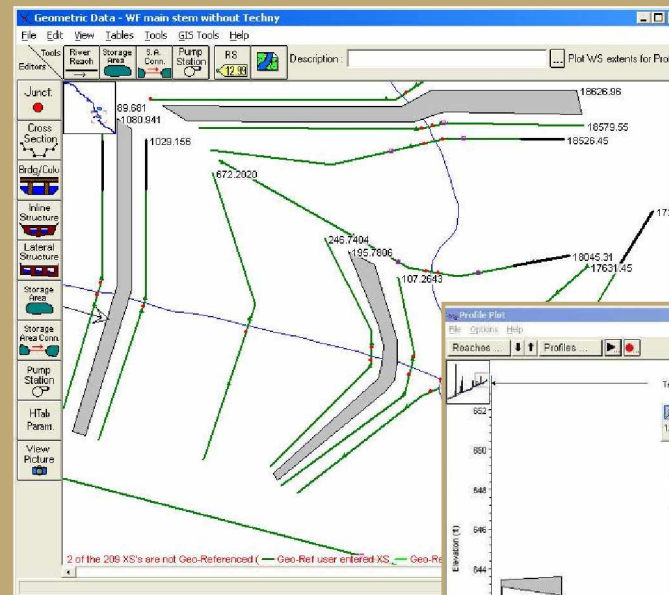 Geometric Data - WF main stem without Techny
File Edit View Tables Tools GIS Tools Help
Tools
Editors
River Reach
Storage Area
S.A. Conn.
Pump Station
RS
12.99
Description :
...
Plot WS extents for Prof
Junct.
Cross Section
Brdg/Culv
Inline Structure
Lateral Structure
Storage Area
Storage Area Conn.
Pump Station
HTab Param.
View Picture
89.681
1080.941
1029.156
672.2020
246.7404
195.7806
107.2643
18626.96
18579.55
18526.45
173
18045.31
17631.45
2 of the 209 XS's are not Geo-Referenced ( — Geo-Ref user entered XS — Geo-Re
Profile Plot
File Options Help
Reaches ...
Profiles ...
Te
1.
652
650
648
646
644
Elevation (ft)